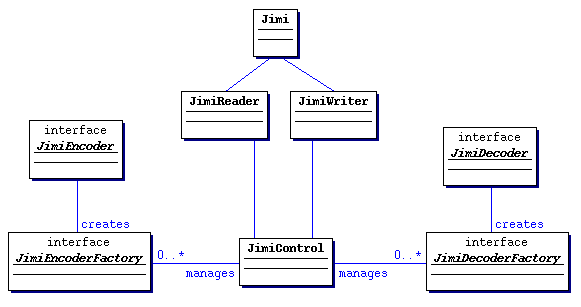 Jimi
JimiReader
JimiWriter
interface
JimiEncoder
interface
JimiDecoder
creates
creates
interface
JimiEncoderFactory
0..*
manages
JimiControl
0..*
manages
interface
JimiDecoderFactory